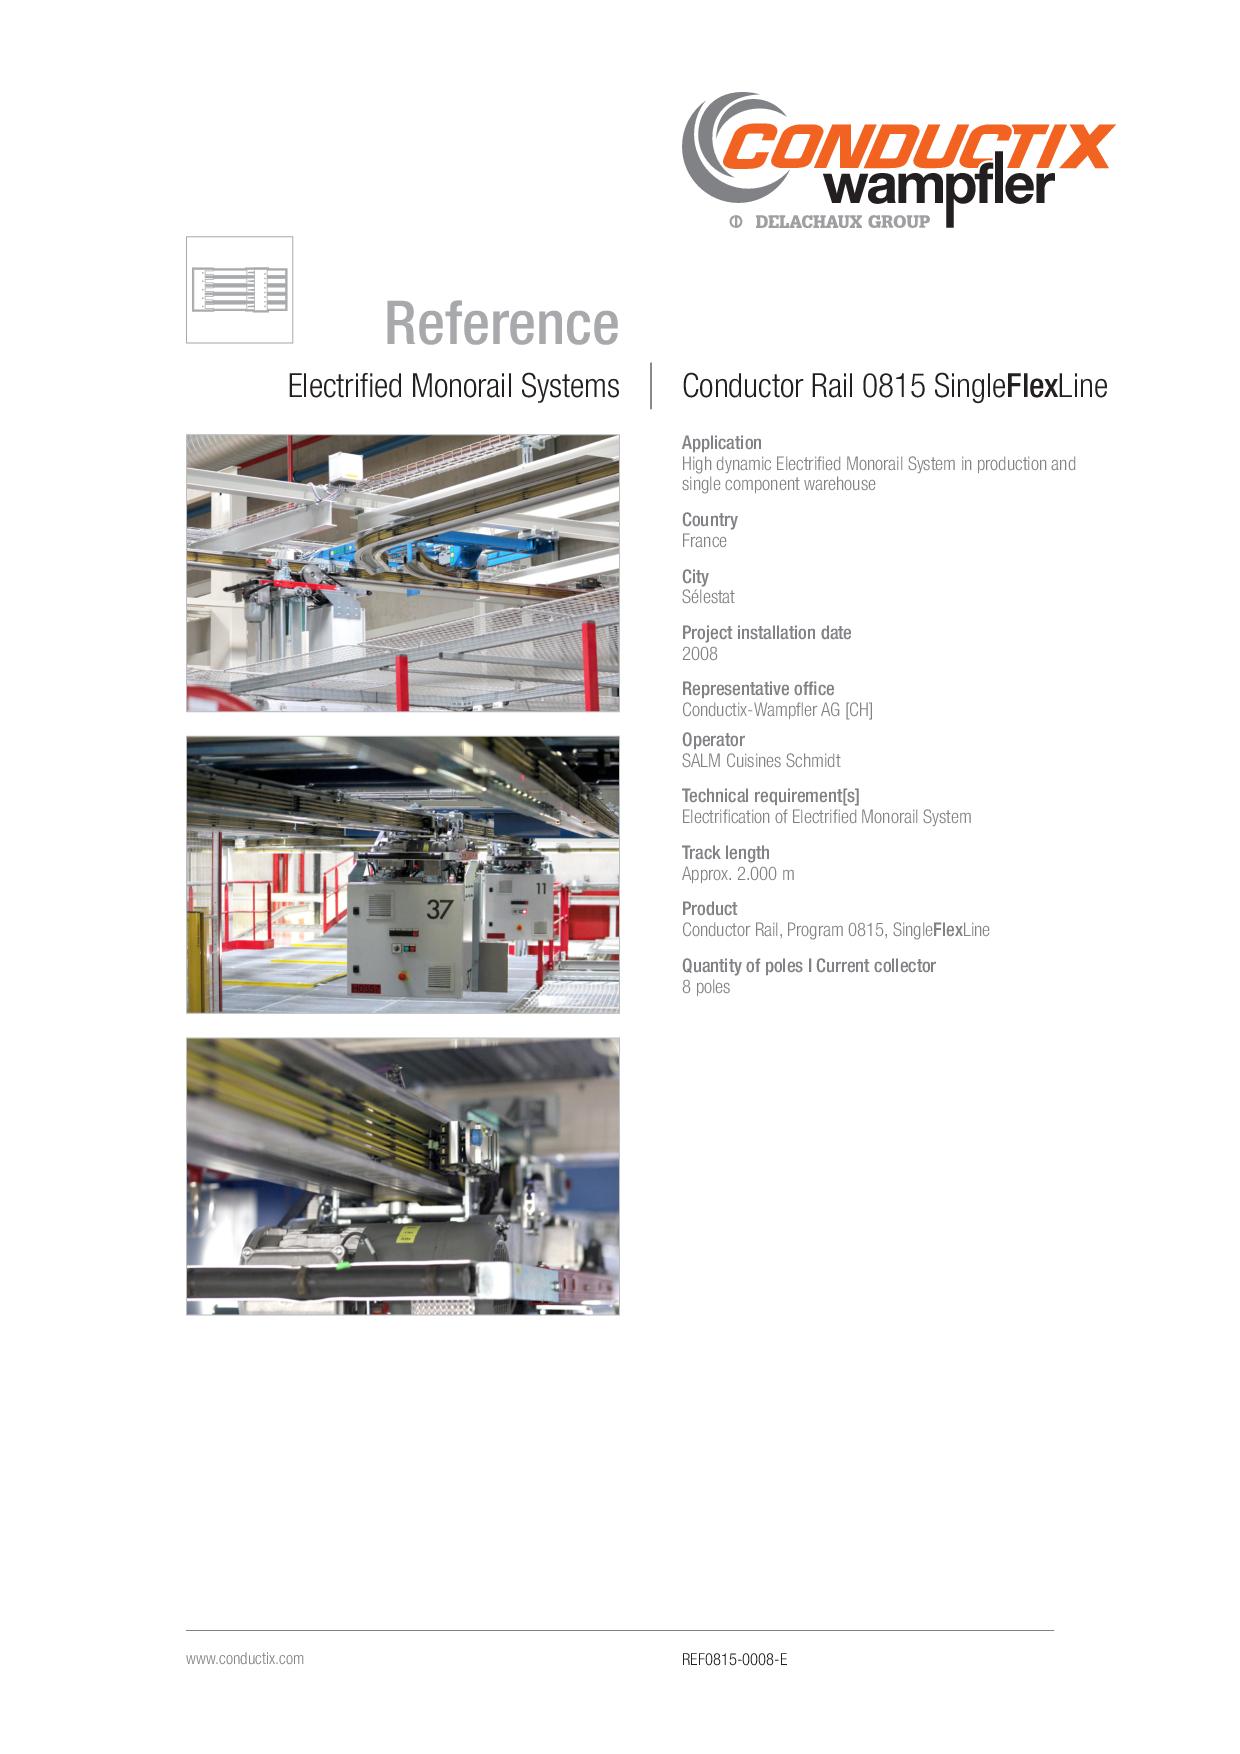 CONDUCTIX
wampfler
DELACHAUX GROUP
Reference
Electrified Monorail Systems
Conductor Rail 0815 SingleFlexLine
Application
High dynamic Electrified Monorail System in production and
single component warehouse
Country
France
City
Sélestat
Project installation date
2008
Representative office
Conductix-Wampfler AG [CH]
Operator
SALM Cuisines Schmidt
Technical requirement[s]
Electrification of Electrified Monorail System
Track length
Approx. 2.000 m
Product
Conductor Rail, Program 0815, SingleFlexLine
Quantity of poles I Current collector
8 poles
37
11
www.conductix.com
REF0815-0008-E